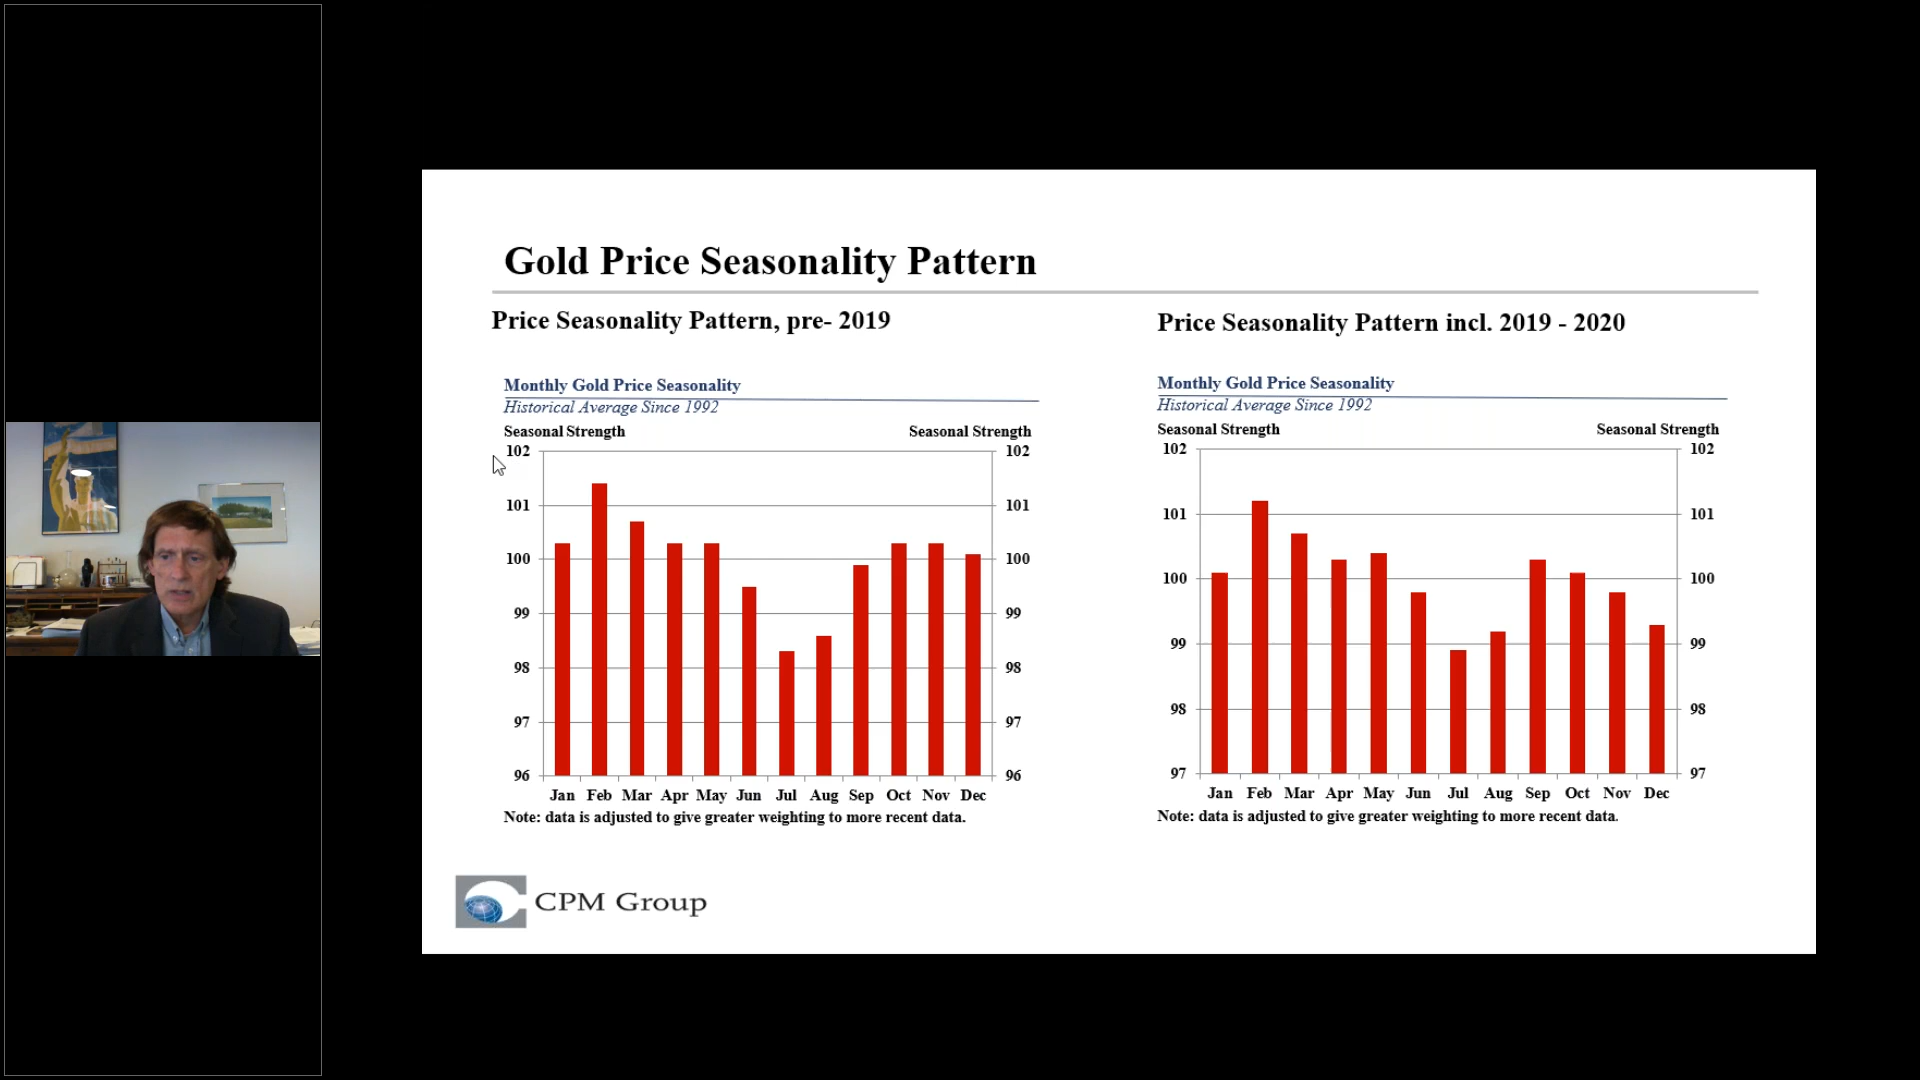 Gold Price Seasonality Pattern
Price Seasonality Pattern, pre- 2019
Monthly Gold Price Seasonality
Historical Average Since 1992
Seasonal Strength Seasonal Strength
102 102
101 101
100 100
99 99
98 98
97 97
96 96
Jan Feb Mar Apr May Jun Jul Aug Sep Oct Nov Dec
Note: data is adjusted to give greater weighting to more recent data.
Price Seasonality Pattern incl. 2019 - 2020
Monthly Gold Price Seasonality
Historical Average Since 1992
Seasonal Strength Seasonal Strength
102 102
101 101
100 100
99 99
98 98
97 97
Jan Feb Mar Apr May Jun Jul Aug Sep Oct Nov Dec
Note: data is adjusted to give greater weighting to more recent data.
CPM Group